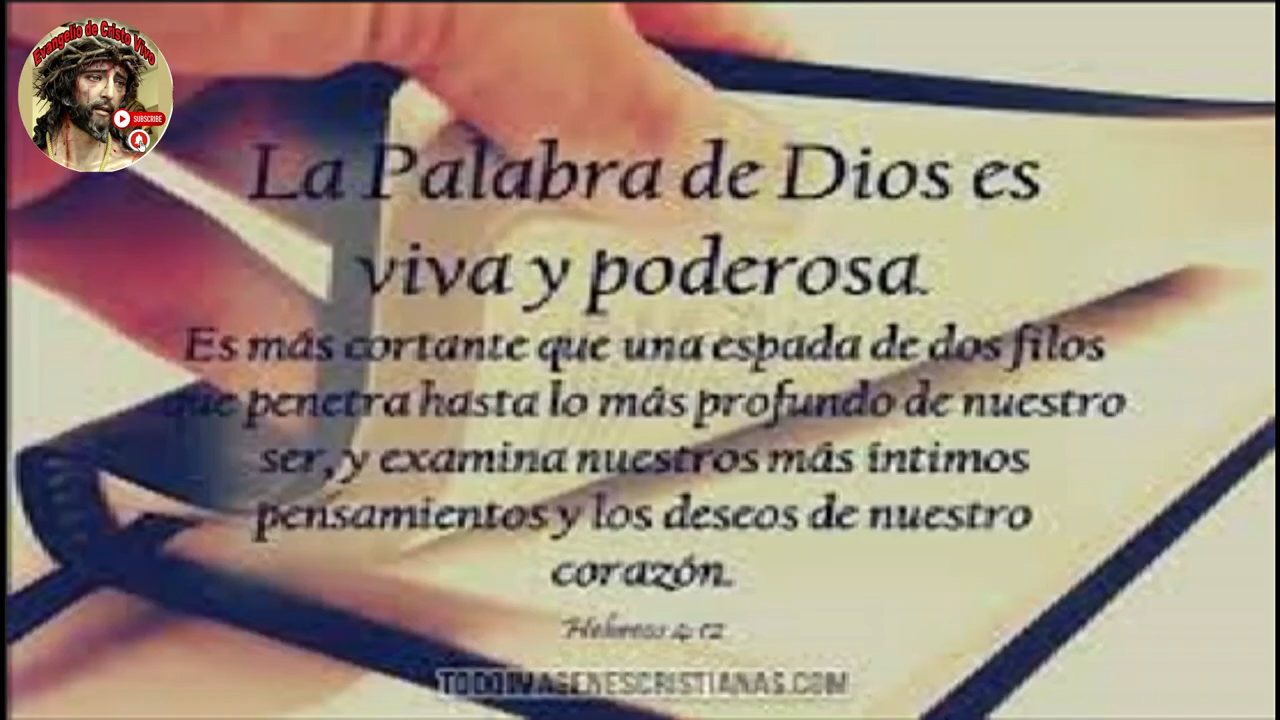 Evangelio de Cristo Vivo
SUBSCRIBE
La Palabra de Dios es
viva y poderosa.
Es más cortante que una espada de dos filos
que penetra hasta lo más profundo de nuestro
ser, y examina nuestros más íntimos
pensamientos y los deseos de nuestro
corazón.
Hebreos 4:12
TODOIMAGENESCRISTIANAS.COM